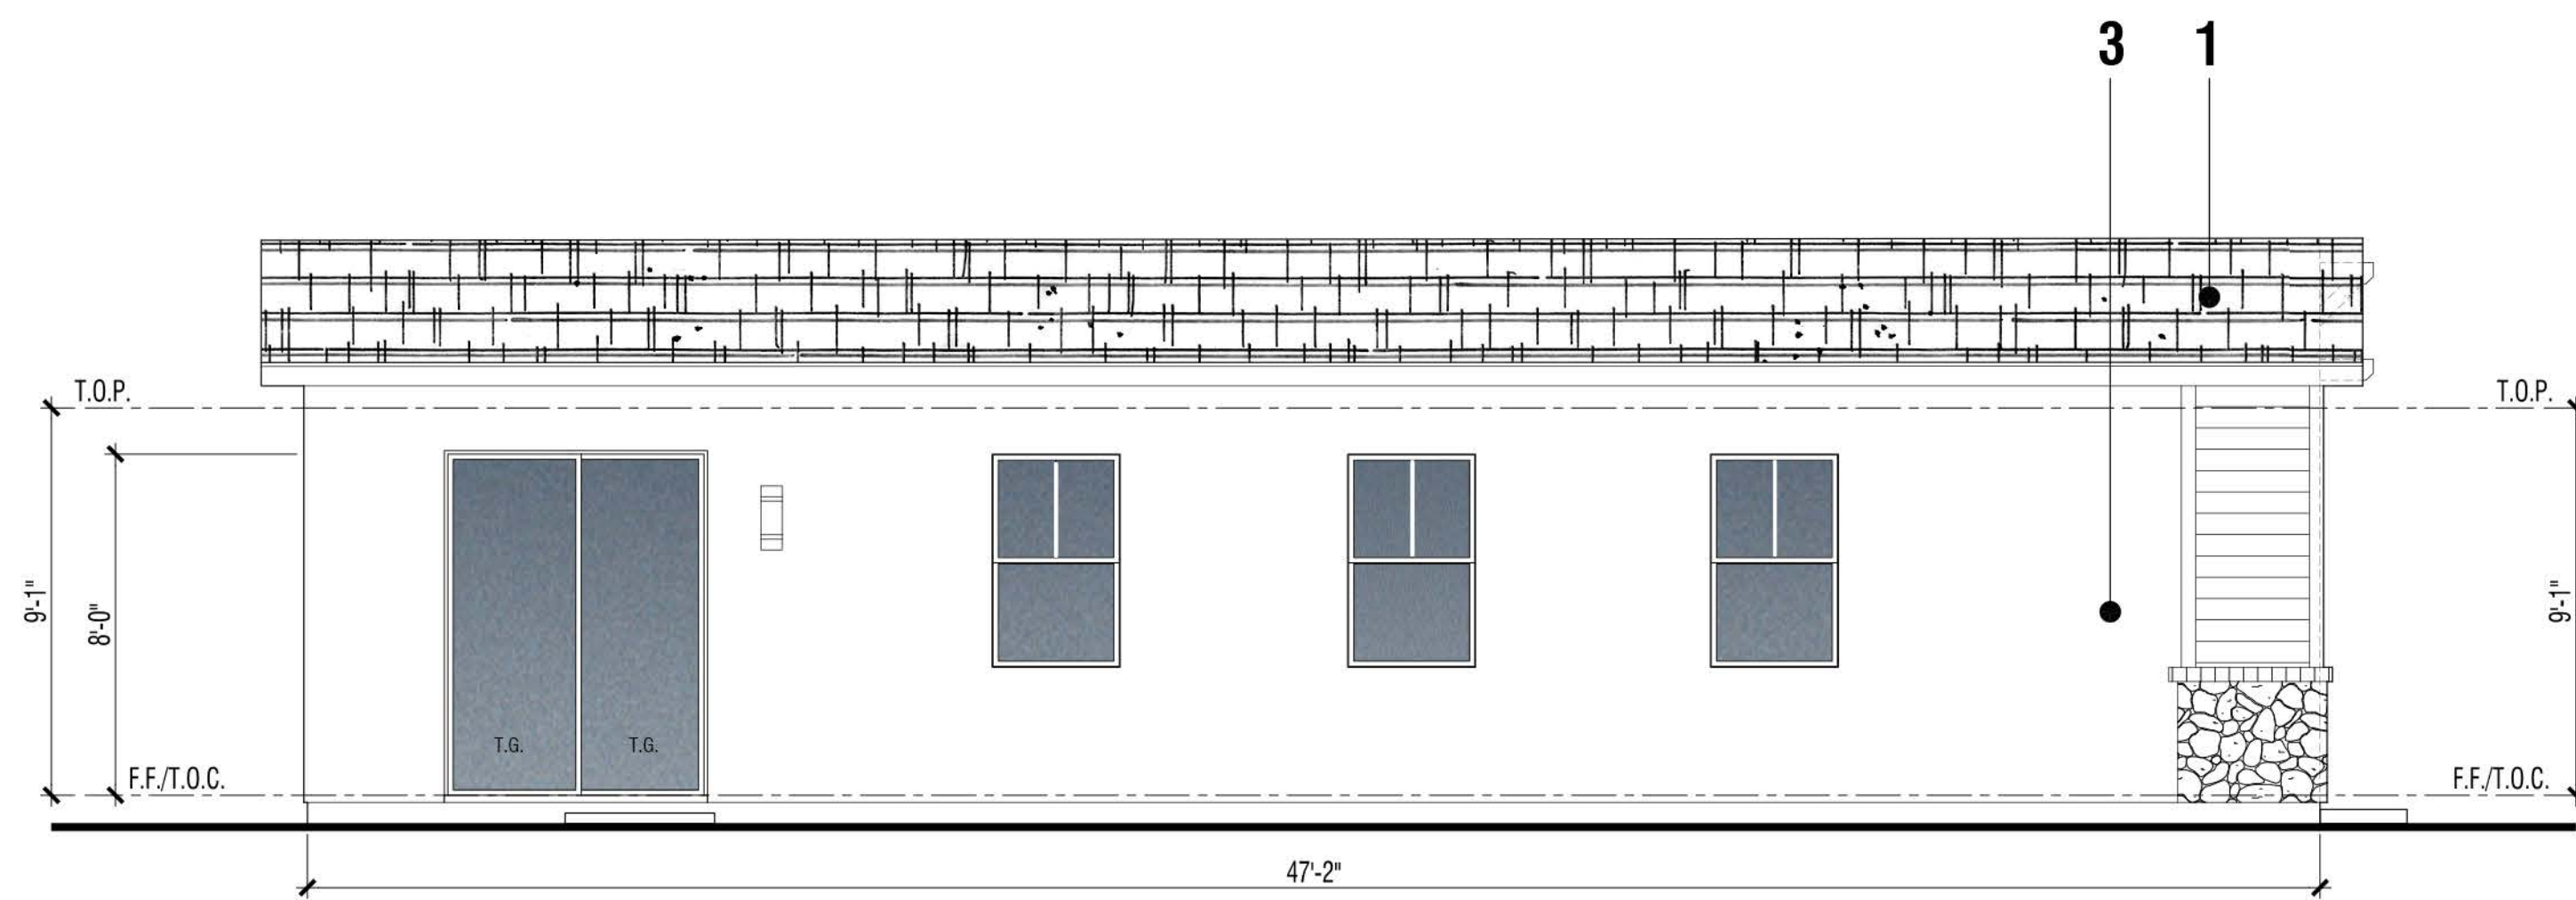 3 1
T.O.P. T.O.P.
9'-1" 8'-0" 9'-1"
T.G. T.G.
F.F./T.O.C. F.F./T.O.C.
47'-2"